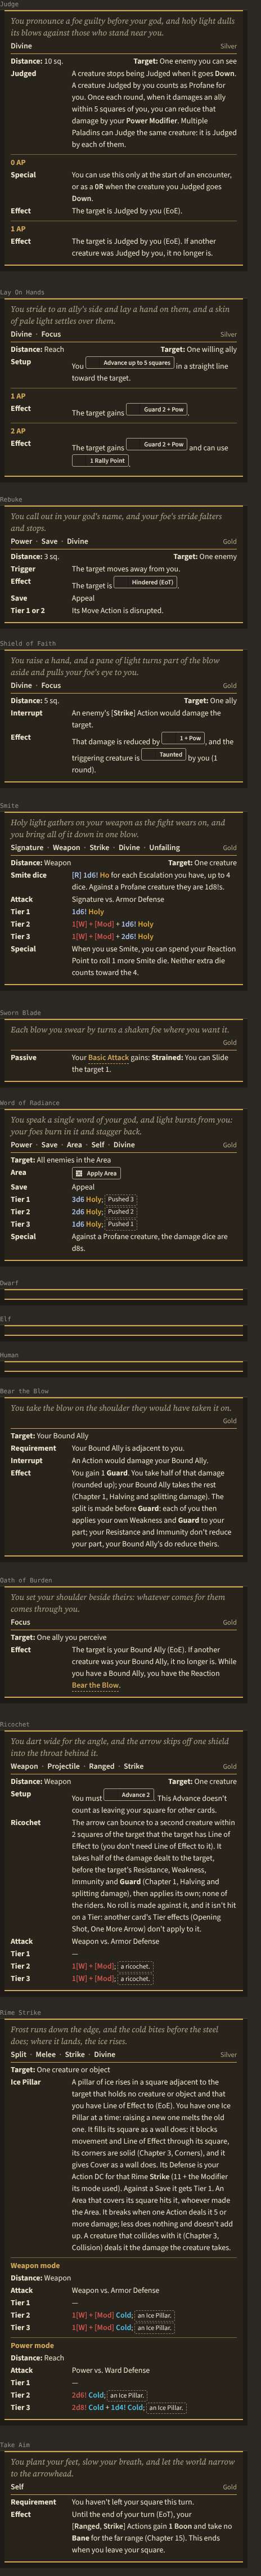 Judge
You pronounce a foe guilty before your god, and holy light dulls
its blows against those who stand near you.
Divine Silver
Distance: 10 sq. Target: One enemy you can see
Judged A creature stops being Judged when it goes Down.
A creature Judged by you counts as Profane for
you. Once each round, when it damages an ally
within 5 squares of you, you can reduce that
damage by your Power Modifier. Multiple
Paladins can Judge the same creature: it is Judged
by each of them.
0 AP
Special You can use this only at the start of an encounter,
or as a 0R when the creature you Judged goes
Down.
Effect The target is Judged by you (EoE).
1 AP
Effect The target is Judged by you (EoE). If another
creature was Judged by you, it no longer is.
Lay On Hands
You stride to an ally's side and lay a hand on them, and a skin
of pale light settles over them.
Divine · Focus Silver
Distance: Reach Target: One willing ally
Setup You Advance up to 5 squares in a straight line
toward the target.
1 AP
Effect The target gains Guard 2 + Pow.
2 AP
Effect The target gains Guard 2 + Pow and can use
1 Rally Point.
Rebuke
You call out in your god's name, and your foe's stride falters
and stops.
Power · Save · Divine Gold
Distance: 3 sq. Target: One enemy
Trigger The target moves away from you.
Effect The target is Hindered (EoT).
Save Appeal
Tier 1 or 2 Its Move Action is disrupted.
Shield of Faith
You raise a hand, and a pane of light turns part of the blow
aside and pulls your foe's eye to you.
Divine · Focus Gold
Distance: 5 sq. Target: One ally
Interrupt An enemy's [Strike] Action would damage the
target.
Effect That damage is reduced by 1 + Pow, and the
triggering creature is Taunted by you (1
round).
Smite
Holy light gathers on your weapon as the fight wears on, and
you bring all of it down in one blow.
Signature · Weapon · Strike · Divine · Unfailing Gold
Distance: Weapon Target: One creature
Smite dice [R] 1d6! Ho for each Escalation you have, up to 4
dice. Against a Profane creature they are 1d8!s.
Attack Signature vs. Armor Defense
Tier 1 1d6! Holy
Tier 2 1[W] + [Mod] + 1d6! Holy
Tier 3 1[W] + [Mod] + 2d6! Holy
Special When you use Smite, you can spend your Reaction
Point to roll 1 more Smite die. Neither extra die
counts toward the 4.
Sworn Blade
Each blow you swear by turns a shaken foe where you want it.
Gold
Passive Your Basic Attack gains: Strained: You can Slide
the target 1.
Word of Radiance
You speak a single word of your god, and light bursts from you:
your foes burn in it and stagger back.
Power · Save · Area · Self · Divine Gold
Target: All enemies in the Area
Area Apply Area
Save Appeal
Tier 1 3d6 Holy; Pushed 3
Tier 2 2d6 Holy; Pushed 2
Tier 3 1d6 Holy; Pushed 1
Special Against a Profane creature, the damage dice are
d8s.
Dwarf
Elf
Human
Bear the Blow
You take the blow on the shoulder they would have taken it on.
Gold
Target: Your Bound Ally
Requirement Your Bound Ally is adjacent to you.
Interrupt An Action would damage your Bound Ally.
Effect You gain 1 Guard. You take half of that damage
(rounded up); your Bound Ally takes the rest
(Chapter 1, Halving and splitting damage). The
split is made before Guard: each of you then
applies your own Weakness and Guard to your
part; your Resistance and Immunity don't reduce
your part, your Bound Ally's do reduce theirs.
Oath of Burden
You set your shoulder beside theirs: whatever comes for them
comes through you.
Focus Gold
Target: One ally you perceive
Effect The target is your Bound Ally (EoE). If another
creature was your Bound Ally, it no longer is. While
you have a Bound Ally, you have the Reaction
Bear the Blow.
Ricochet
You dart wide for the angle, and the arrow skips off one shield
into the throat behind it.
Weapon · Projectile · Ranged · Strike Gold
Distance: Weapon Target: One creature
Setup You must Advance 2. This Advance doesn't
count as leaving your square for other cards.
Ricochet The arrow can bounce to a second creature within
2 squares of the target that the target has Line of
Effect to (you don't need Line of Effect to it). It
takes half of the damage dealt to the target,
before the target's Resistance, Weakness,
Immunity and Guard (Chapter 1, Halving and
splitting damage), then applies its own; none of
the riders. No roll is made against it, and it isn't hit
on a Tier: another card's Tier effects (Opening
Shot, One More Arrow) don't apply to it.
Attack Weapon vs. Armor Defense
Tier 1 —
Tier 2 1[W] + [Mod]; a ricochet.
Tier 3 1[W] + [Mod]; a ricochet.
Rime Strike
Frost runs down the edge, and the cold bites before the steel
does; where it lands, the ice rises.
Split · Melee · Strike · Divine Silver
Target: One creature or object
Ice Pillar A pillar of ice rises in a square adjacent to the
target that holds no creature or object and that
you have Line of Effect to (EoE). You have one Ice
Pillar at a time: raising a new one melts the old
one. It fills its square as a wall does: it blocks
movement and Line of Effect through its square,
its corners are solid (Chapter 3, Corners), and it
gives Cover as a wall does. Its Defense is your
Action DC for that Rime Strike (11 + the Modifier
its mode used). Against a Save it gets Tier 1. An
Area that covers its square hits it, whoever made
the Area. It breaks when one Action deals it 5 or
more damage; less does nothing and doesn't add
up. A creature that collides with it (Chapter 3,
Collision) deals it the damage the creature takes.
Weapon mode
Distance: Weapon
Attack Weapon vs. Armor Defense
Tier 1 —
Tier 2 1[W] + [Mod] Cold; an Ice Pillar.
Tier 3 1[W] + [Mod] Cold; an Ice Pillar.
Power mode
Distance: Reach
Attack Power vs. Ward Defense
Tier 1 —
Tier 2 2d6! Cold; an Ice Pillar.
Tier 3 2d8! Cold + 1d4! Cold; an Ice Pillar.
Take Aim
You plant your feet, slow your breath, and let the world narrow
to the arrowhead.
Self Gold
Requirement You haven't left your square this turn.
Effect Until the end of your turn (EoT), your
[Ranged, Strike] Actions gain 1 Boon and take no
Bane for the far range (Chapter 15). This ends
when you leave your square.